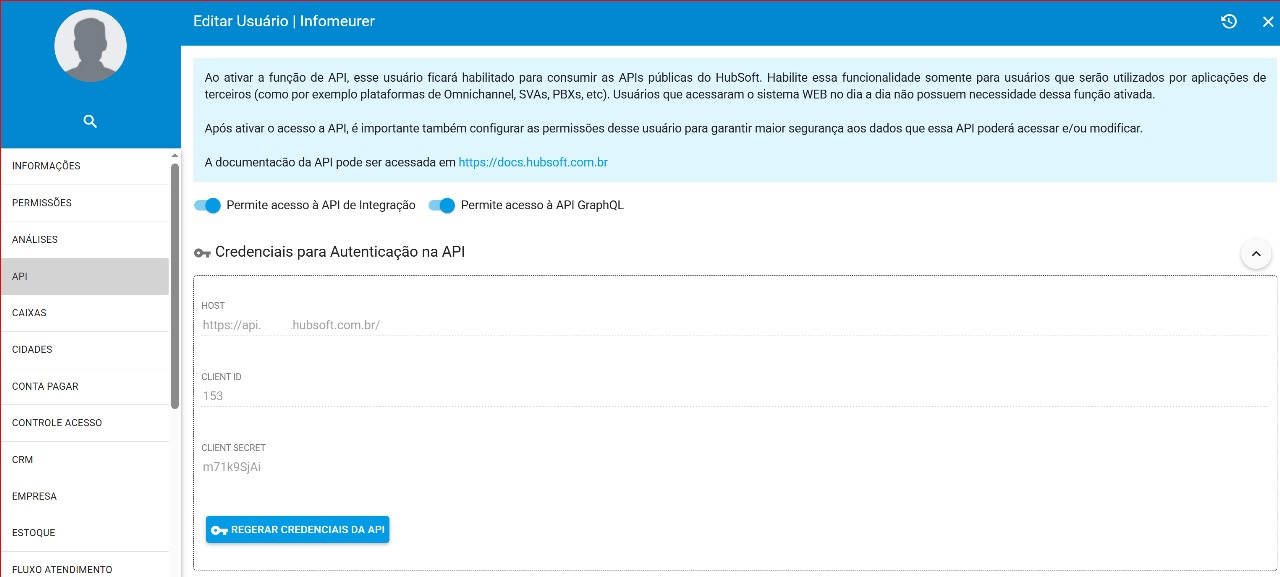 Editar Usuário | Infomeurer
Ao ativar a função de API, esse usuário ficará habilitado para consumir as APIs públicas do HubSoft. Habilite essa funcionalidade somente para usuários que serão utilizados por aplicações de
terceiros (como por exemplo plataformas de Omnichannel, SVAs, PBXs, etc). Usuários que acessaram o sistema WEB no dia a dia não possuem necessidade dessa função ativada.
Após ativar o acesso a API, é importante também configurar as permissões desse usuário para garantir maior segurança aos dados que essa API poderá acessar e/ou modificar.
A documentacão da API pode ser acessada em https://docs.hubsoft.com.br
INFORMAÇÕES
PERMISSÕES
ANÁLISES
API
CAIXAS
CIDADES
CONTA PAGAR
CONTROLE ACESSO
CRM
EMPRESA
ESTOQUE
FLUXO ATENDIMENTO
Permite acesso à API de Integração Permite acesso à API GraphQL
Credenciais para Autenticação na API
HOST
https://api. .hubsoft.com.br/
CLIENT ID
153
CLIENT SECRET
m71k9SjAi
REGERAR CREDENCIAIS DA API